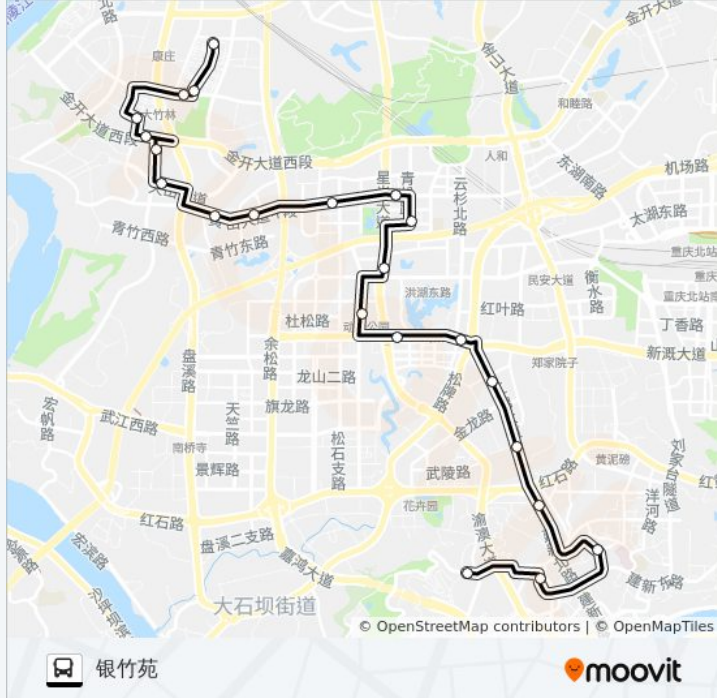 康庄
金开大道
和睦路
大竹林
金开大道西段
金开大道西段
人和
东湖南路
机场路
云杉北路
太湖东路
青竹西路
青竹东路
重庆北站
民安大道
衡水路
洪湖东路
红叶路
杜松路
丁香路
余松路
新溉大道
郑家院子
盘溪路
龙山二路
松牌路
宏帆路
武江西路
天竺路
旗龙路
金龙路
南桥寺
松石支路
景辉路
武陵路
红石路
黄泥磅
刘家台隧道
花卉园
洋河路
红石路
盘溪二支路
嘉鸿大道
渝澳大
宏滨路
大石坝街道
© OpenStreetMap contributors | © OpenMapTiles
银竹苑
moovit